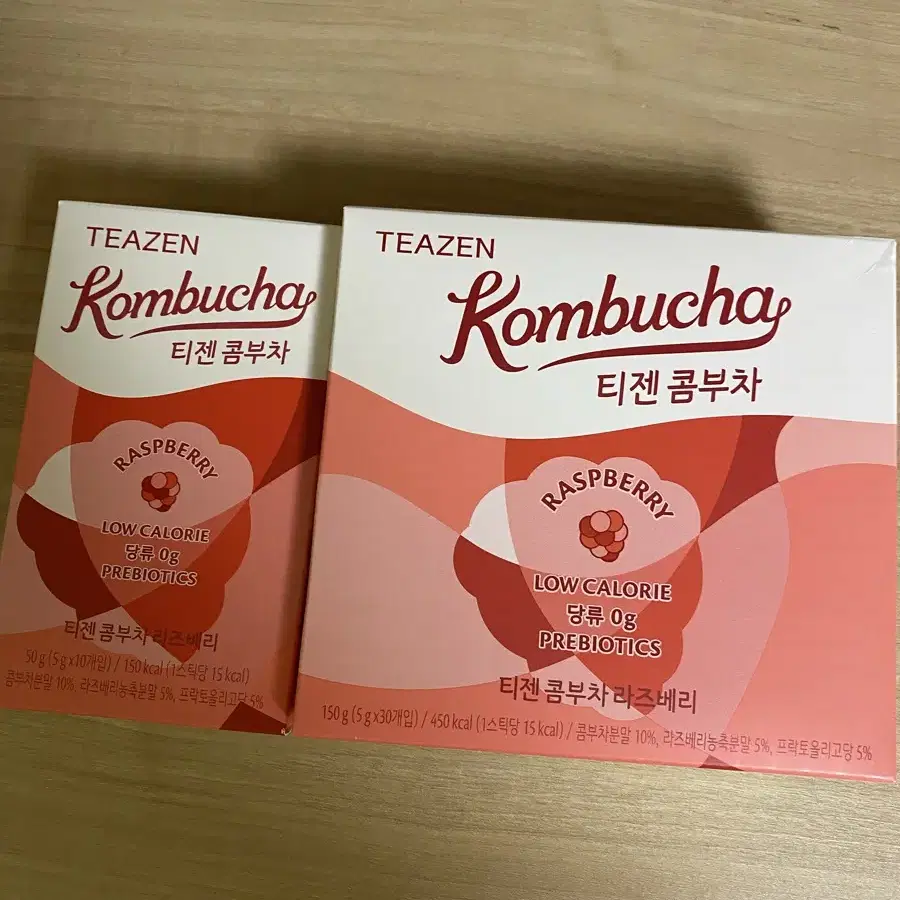 TEAZEN
Kombucha
티젠 콤부차
RASPBERRY
LOW CALORIE
당류 0g
PREBIOTICS
티젠 콤부차 라즈베리
50 g (5 g x10개입) / 150 kcal (1스틱당 15 kcal)
콤부차분말 10%, 라즈베리농축분말 5%, 프락토올리고당 5%
TEAZEN
Kombucha
티젠 콤부차
RASPBERRY
LOW CALORIE
당류 0g
PREBIOTICS
티젠 콤부차 라즈베리
150 g (5 g x30개입) / 450 kcal (1스틱당 15 kcal) / 콤부차분말 10%, 라즈베리농축분말 5%, 프락토올리고당 5%